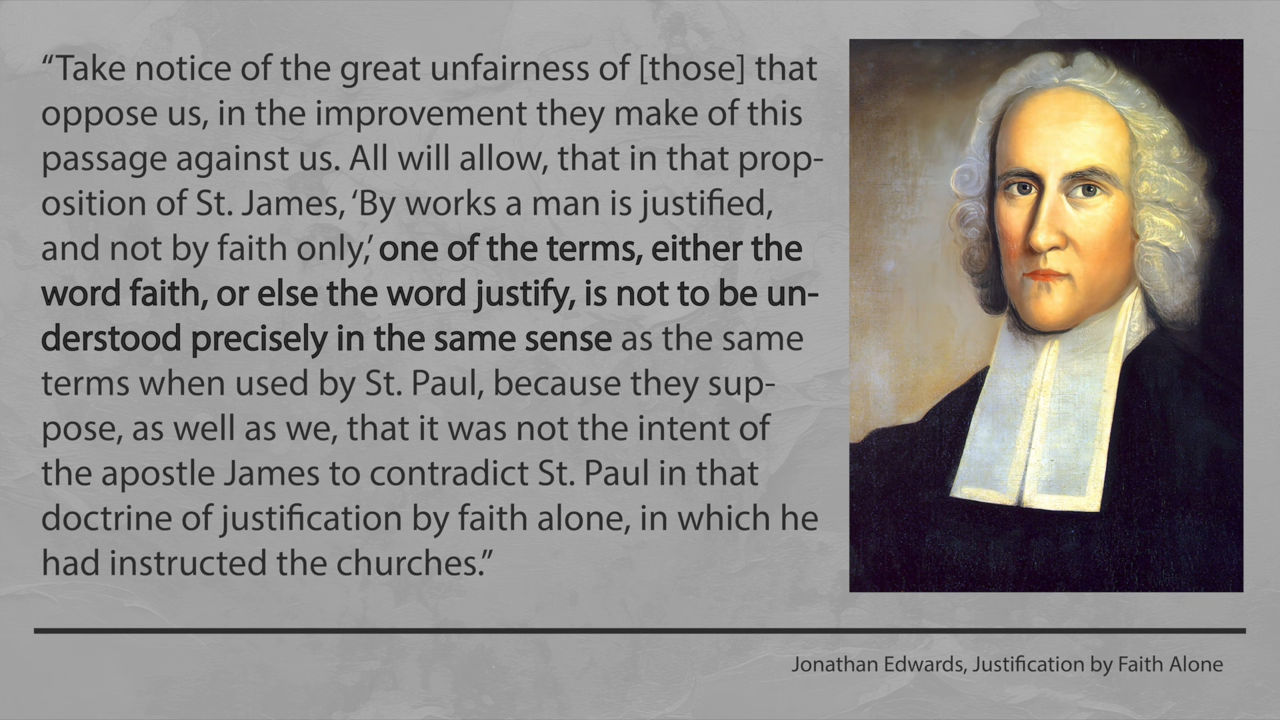 “Take notice of the great unfairness of [those] that
oppose us, in the improvement they make of this
passage against us. All will allow, that in that prop-
osition of St. James, ‘By works a man is justified,
and not by faith only,’ one of the terms, either the
word faith, or else the word justify, is not to be un-
derstood precisely in the same sense as the same
terms when used by St. Paul, because they sup-
pose, as well as we, that it was not the intent of
the apostle James to contradict St. Paul in that
doctrine of justification by faith alone, in which he
had instructed the churches.”
Jonathan Edwards, Justification by Faith Alone